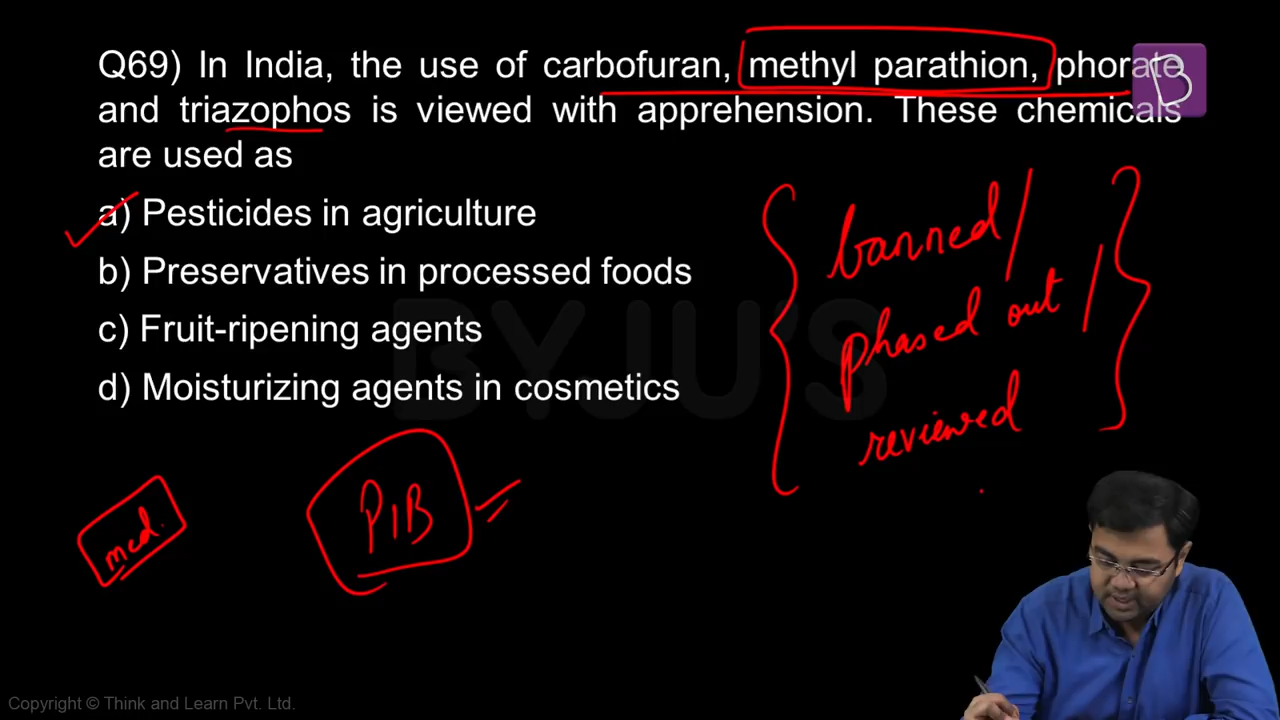 Q69) In India, the use of carbofuran, methyl parathion, phorate
and triazophos is viewed with apprehension. These chemicals
are used as
a) Pesticides in agriculture
b) Preservatives in processed foods
c) Fruit-ripening agents
d) Moisturizing agents in cosmetics
banned/
phased out/
reviewed
med.
PIB
B
BYJU'S
Copyright © Think and Learn Pvt. Ltd.